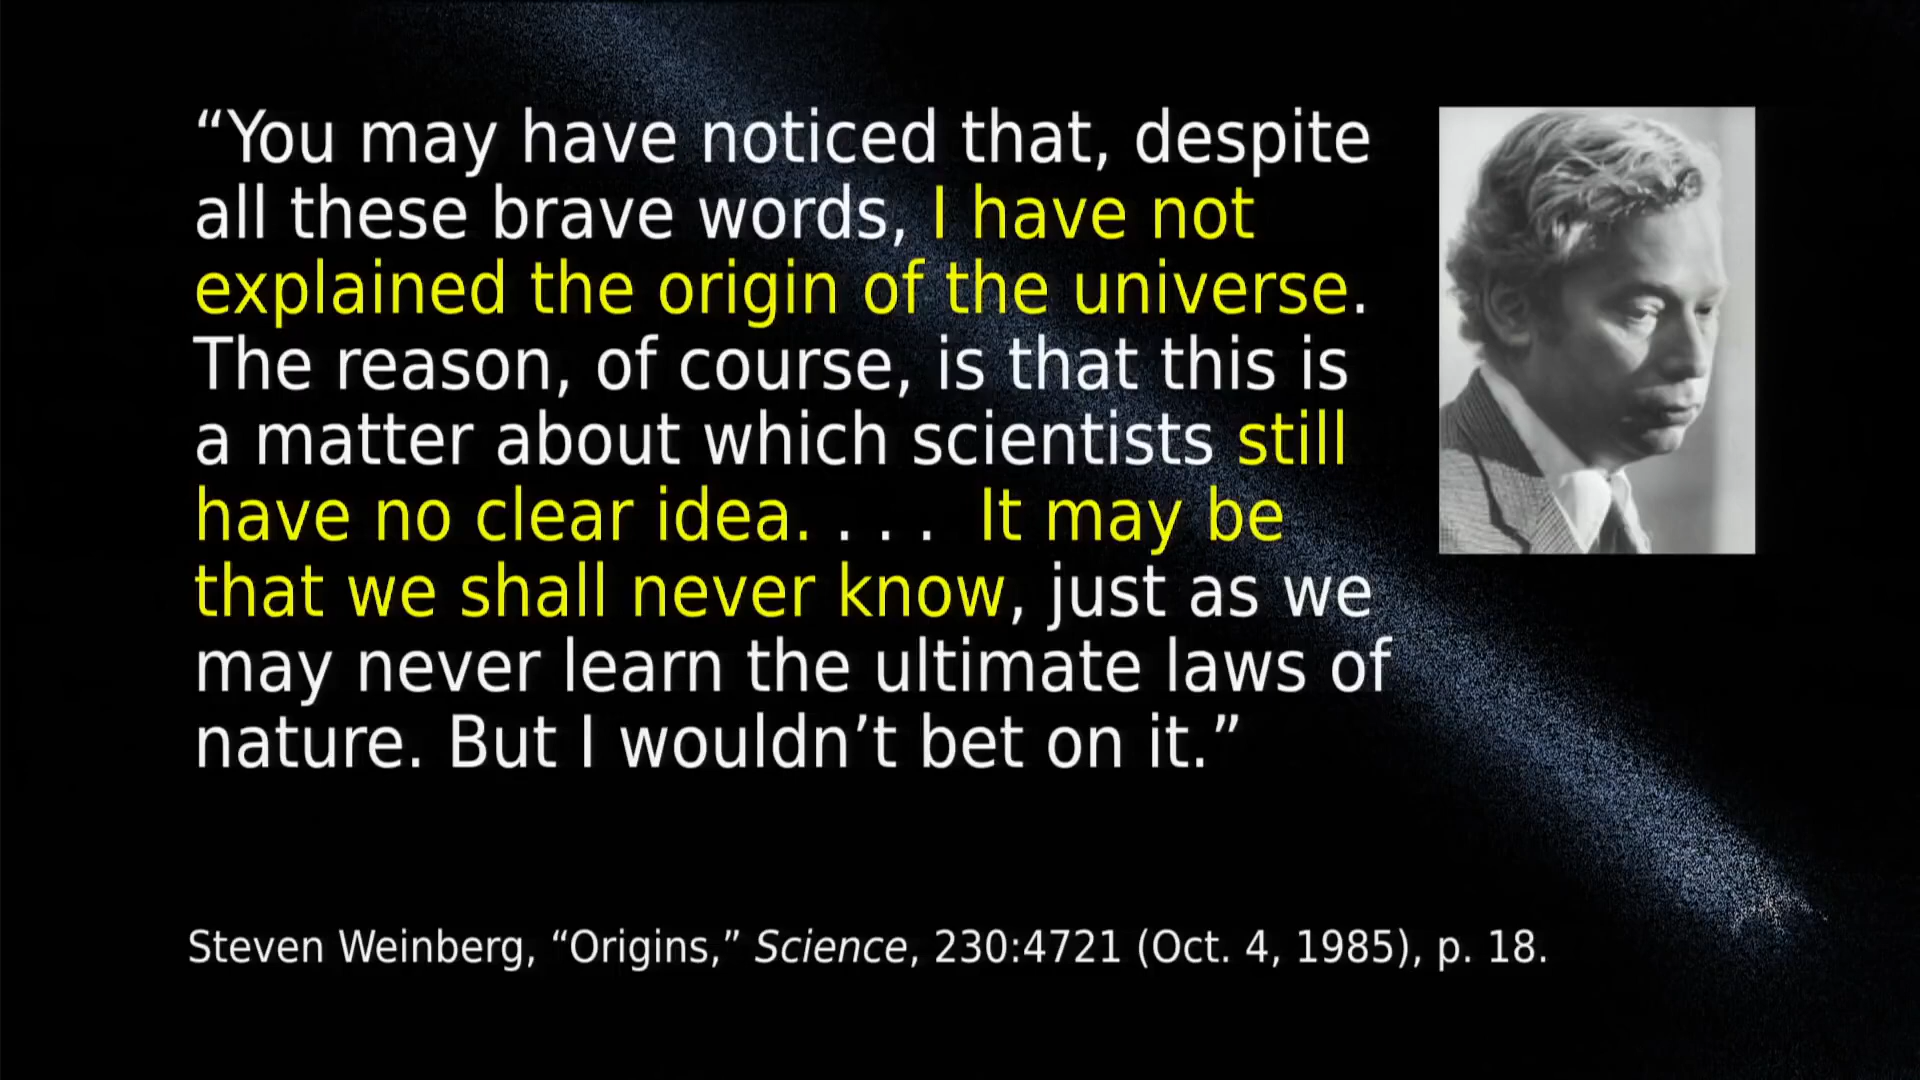 “You may have noticed that, despite
all these brave words, I have not
explained the origin of the universe.
The reason, of course, is that this is
a matter about which scientists still
have no clear idea. . . .  It may be
that we shall never know, just as we
may never learn the ultimate laws of
nature. But I wouldn’t bet on it.”
Steven Weinberg, “Origins,” Science, 230:4721 (Oct. 4, 1985), p. 18.